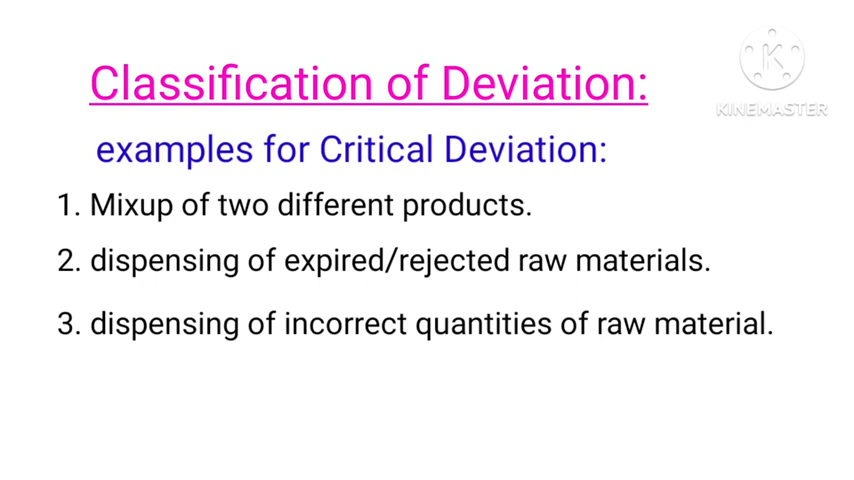 Classification of Deviation:
K
KINEMASTER
examples for Critical Deviation:
1. Mixup of two different products.
2. dispensing of expired/rejected raw materials.
3. dispensing of incorrect quantities of raw material.